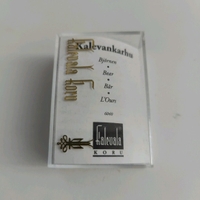 Kalevala Koru
Kalevankarhu
Björnen
Bear
Bär
L'Ours
Kalevala
KORU